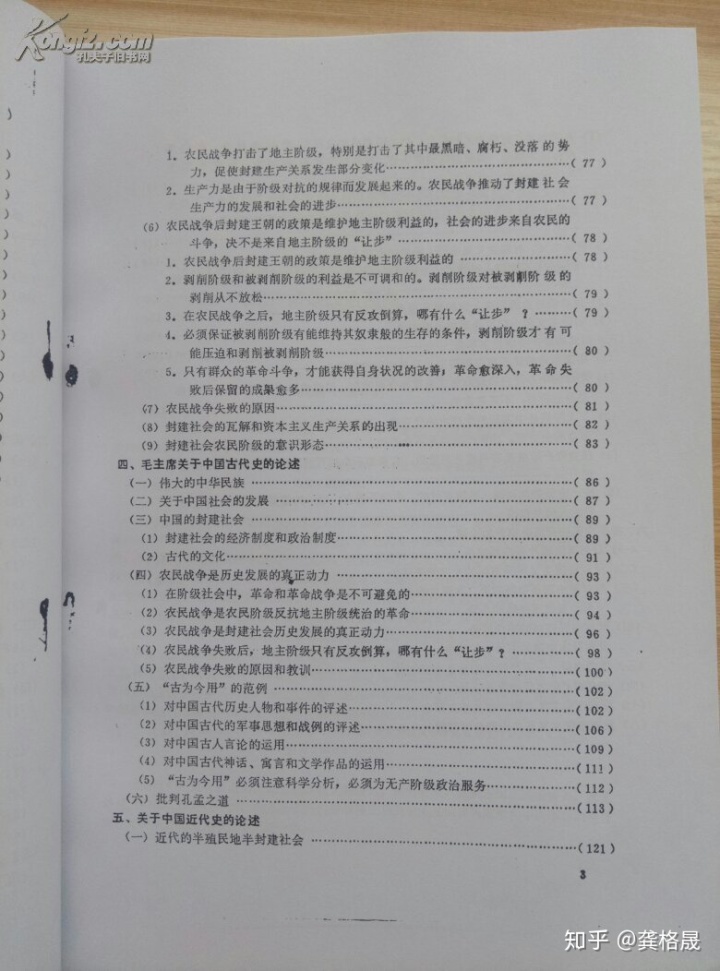 Kongfz.com
孔夫子旧书网
1. 农民战争打击了地主阶级，特别是打击了其中最黑暗、腐朽、没落的势
力，促使封建生产关系发生部分变化……………………………( 77 )
2. 生产力是由于阶级对抗的规律而发展起来的。农民战争推动了封建社会
生产力的发展和社会的进步……………………………( 77 )
(6) 农民战争后封建王朝的政策是维护地主阶级利益的，社会的进步来自农民的
斗争，决不是来自地主阶级的“让步”……………………………( 78 )
1. 农民战争后封建王朝的政策是维护地主阶级利益的……………………………( 78 )
2. 剥削阶级和被剥削阶级的利益是不可调和的。剥削阶级对被剥削阶级的
剥削从不放松……………………………( 79 )
3. 在农民战争之后，地主阶级只有反攻倒算，哪有什么“让步”？……………( 79 )
4. 必须保证被剥削阶级有能维持其奴隶般的生存的条件，剥削阶级才有可
能压迫和剥削被剥削阶级……………………………( 80 )
5. 只有群众的革命斗争，才能获得自身状况的改善；革命愈深入，革命失
败后保留的成果愈多……………………………( 80 )
(7) 农民战争失败的原因……………………………( 81 )
(8) 封建社会的瓦解和资本主义生产关系的出现……………………………( 82 )
(9) 封建社会农民阶级的意识形态……………………………( 83 )
四、毛主席关于中国古代史的论述
(一) 伟大的中华民族……………………………( 86 )
(二) 关于中国社会的发展……………………………( 87 )
(三) 中国的封建社会……………………………( 89 )
(1) 封建社会的经济制度和政治制度……………………………( 89 )
(2) 古代的文化……………………………( 91 )
(四) 农民战争是历史发展的真正动力……………………………( 93 )
(1) 在阶级社会中，革命和革命战争是不可避免的……………………………( 93 )
(2) 农民战争是农民阶级反抗地主阶级统治的革命……………………………( 94 )
(3) 农民战争是封建社会历史发展的真正动力……………………………( 96 )
(4) 农民战争失败后，地主阶级只有反攻倒算，哪有什么“让步”？……………( 98 )
(5) 农民战争失败的原因和教训……………………………( 100 )
(五) “古为今用”的范例……………………………( 102 )
(1) 对中国古代历史人物和事件的评述……………………………( 102 )
(2) 对中国古代的军事思想和战例的评述……………………………( 106 )
(3) 对中国古人言论的运用……………………………( 109 )
(4) 对中国古代神话、寓言和文学作品的运用……………………………( 111 )
(5) “古为今用”必须注意科学分析，必须为无产阶级政治服务……………( 112 )
(六) 批判孔孟之道……………………………( 113 )
五、关于中国近代史的论述
(一) 近代的半殖民地半封建社会……………………………( 121 )
3
知乎 @龚格晟